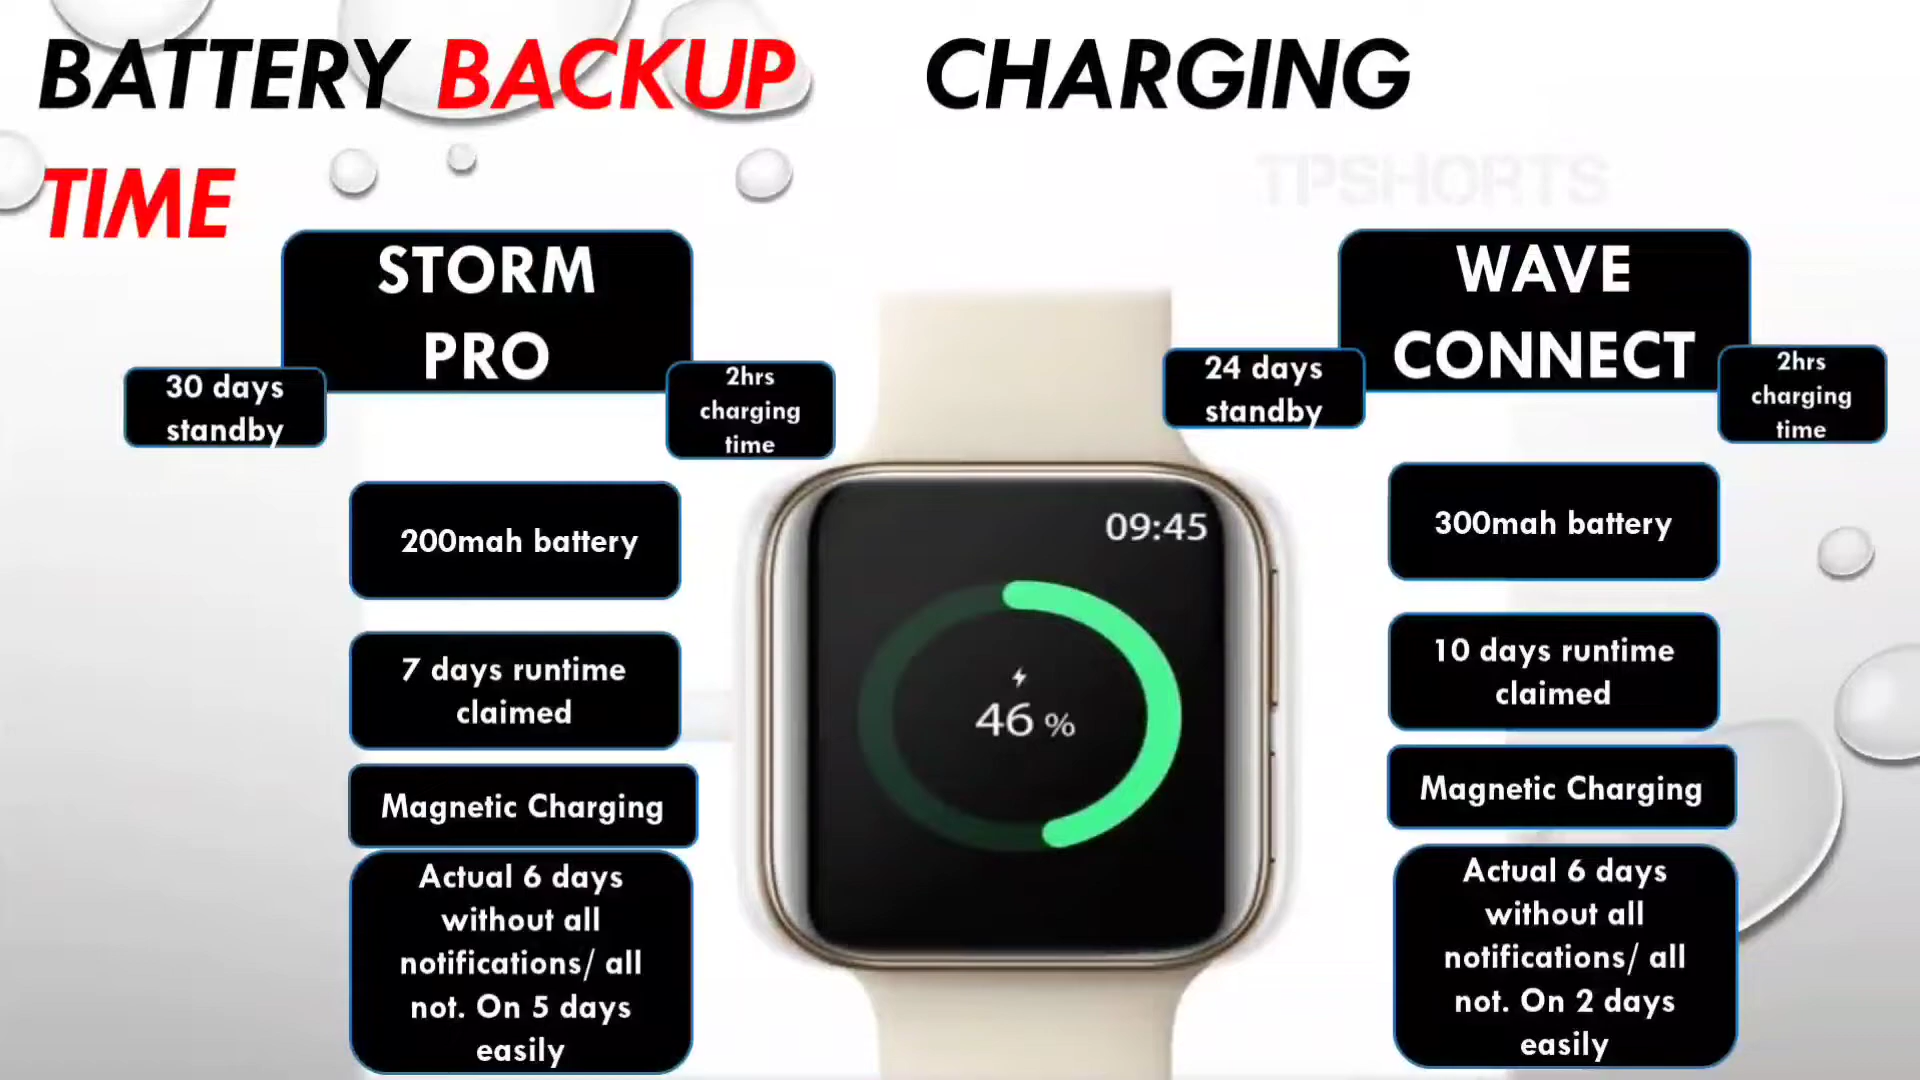 BATTERY BACKUP CHARGING
TIME
TPSHORTS
STORM
PRO
30 days
standby
2hrs
charging
time
200mah battery
7 days runtime
claimed
Magnetic Charging
Actual 6 days
without all
notifications/ all
not. On 5 days
easily
09:45
46 %
WAVE
CONNECT
24 days
standby
2hrs
charging
time
300mah battery
10 days runtime
claimed
Magnetic Charging
Actual 6 days
without all
notifications/ all
not. On 2 days
easily